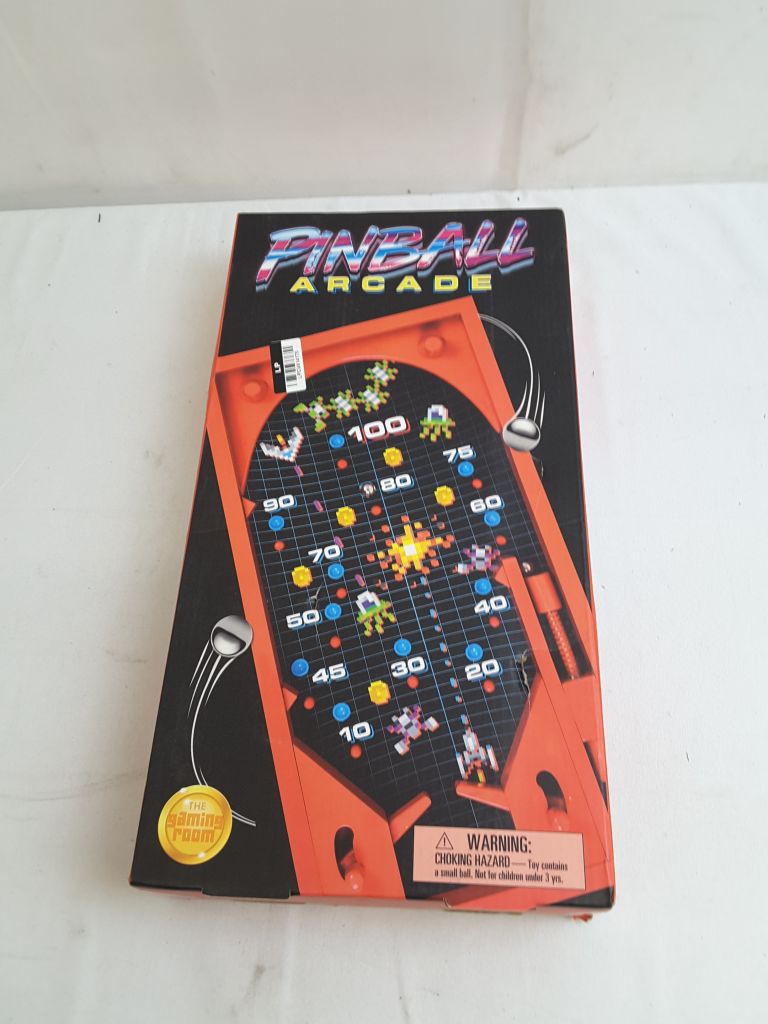 PINBALL
ARCADE
LP
100
75
80
90
60
70
50
40
45
30
20
10
THE
gaming
room
WARNING:
CHOKING HAZARD — Toy contains
a small ball. Not for children under 3 yrs.